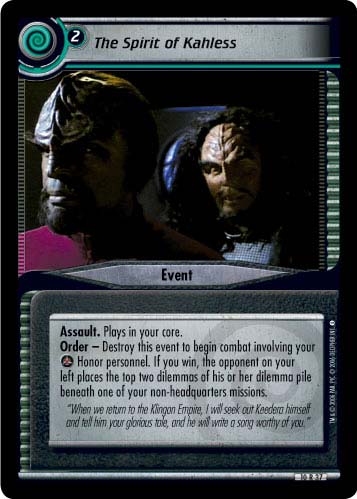 2
The Spirit of Kahless
Event
Assault. Plays in your core.
Order – Destroy this event to begin combat involving your
Honor personnel. If you win, the opponent on
left places the top two dilemmas of his or her dilemma pile
beneath one of your non-headquarters missions.
"When we return to the Klingon Empire, I will seek out Keedera himself
and tell him your glorious tale, and he will write a song worthy of you."
10 R 37